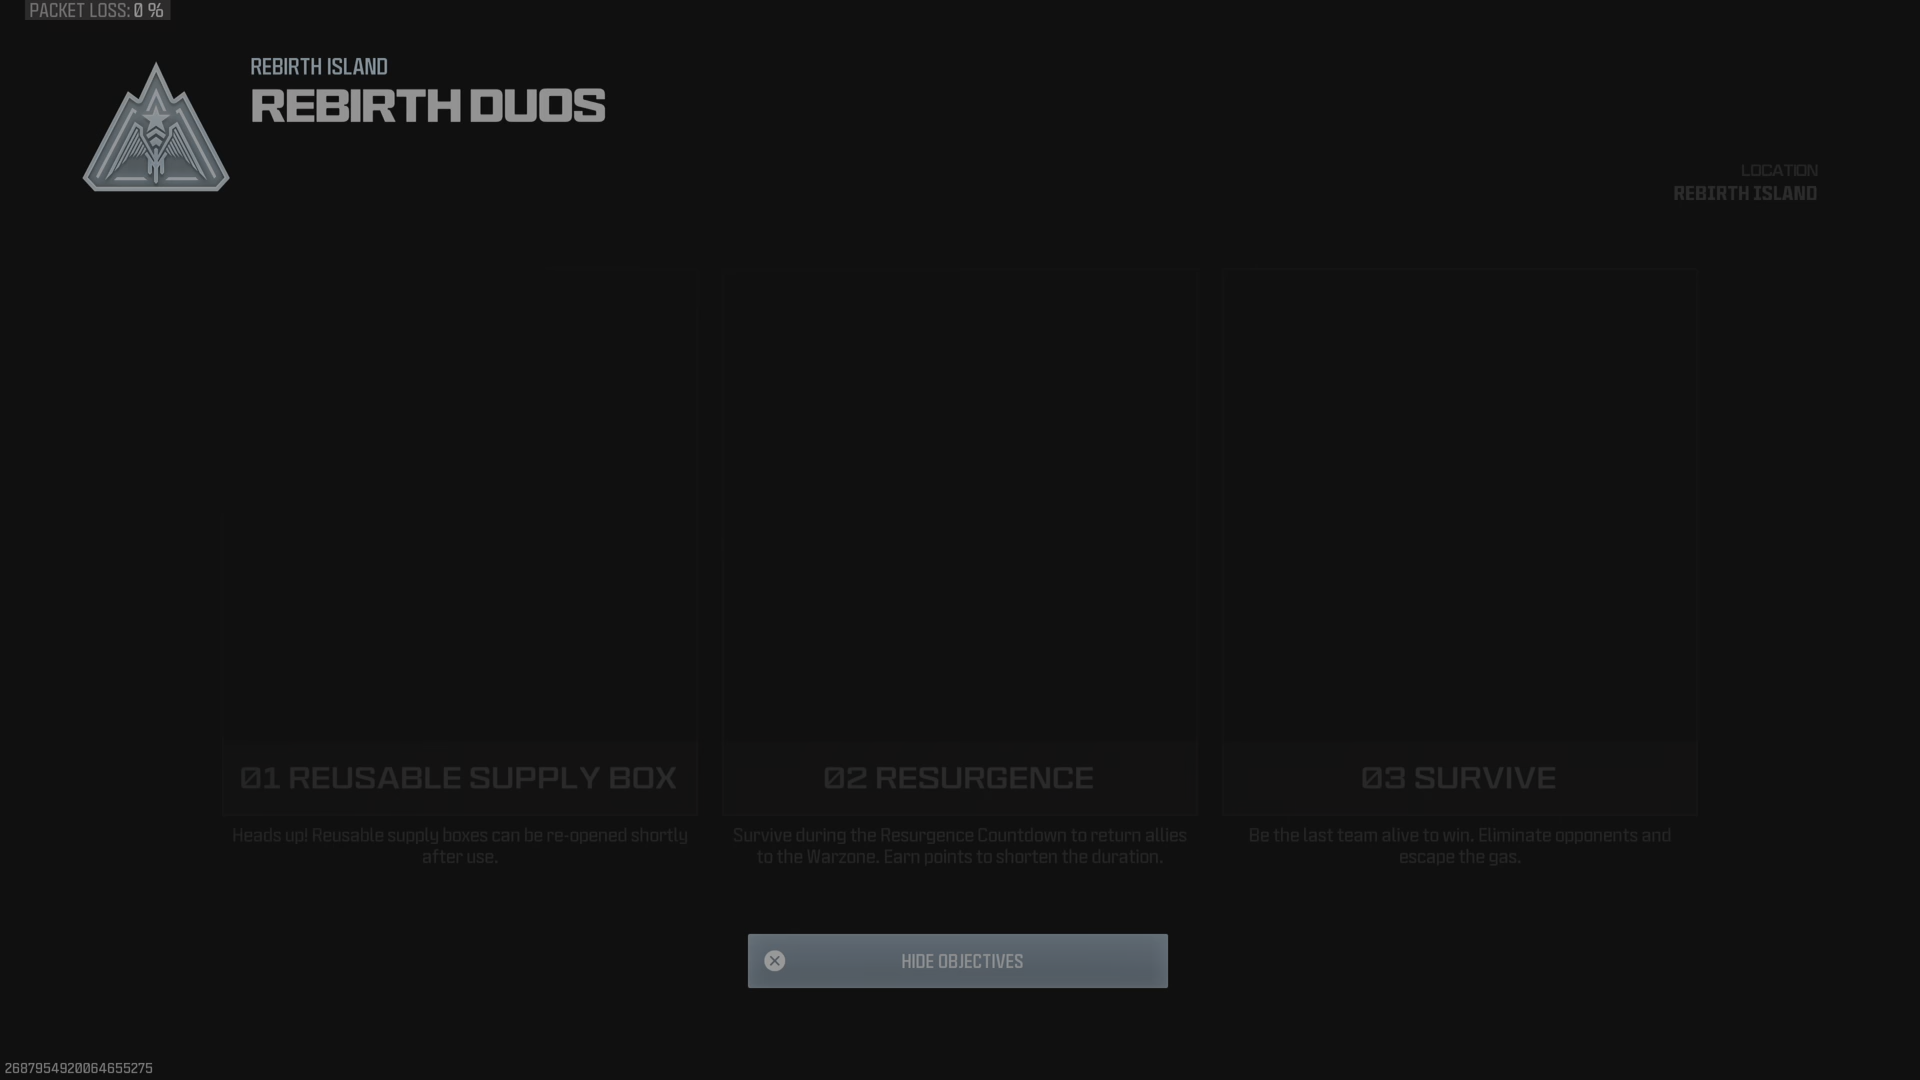 PACKET LOSS: 0 %
REBIRTH ISLAND
REBIRTH DUOS
LOCATION
REBIRTH ISLAND
01 REUSABLE SUPPLY BOX
Heads up! Reusable supply boxes can be re-opened shortly
after use.
02 RESURGENCE
Survive during the Resurgence Countdown to return allies
to the Warzone. Earn points to shorten the duration.
03 SURVIVE
Be the last team alive to win. Eliminate opponents and
escape the gas.
HIDE OBJECTIVES
2687954920064655275